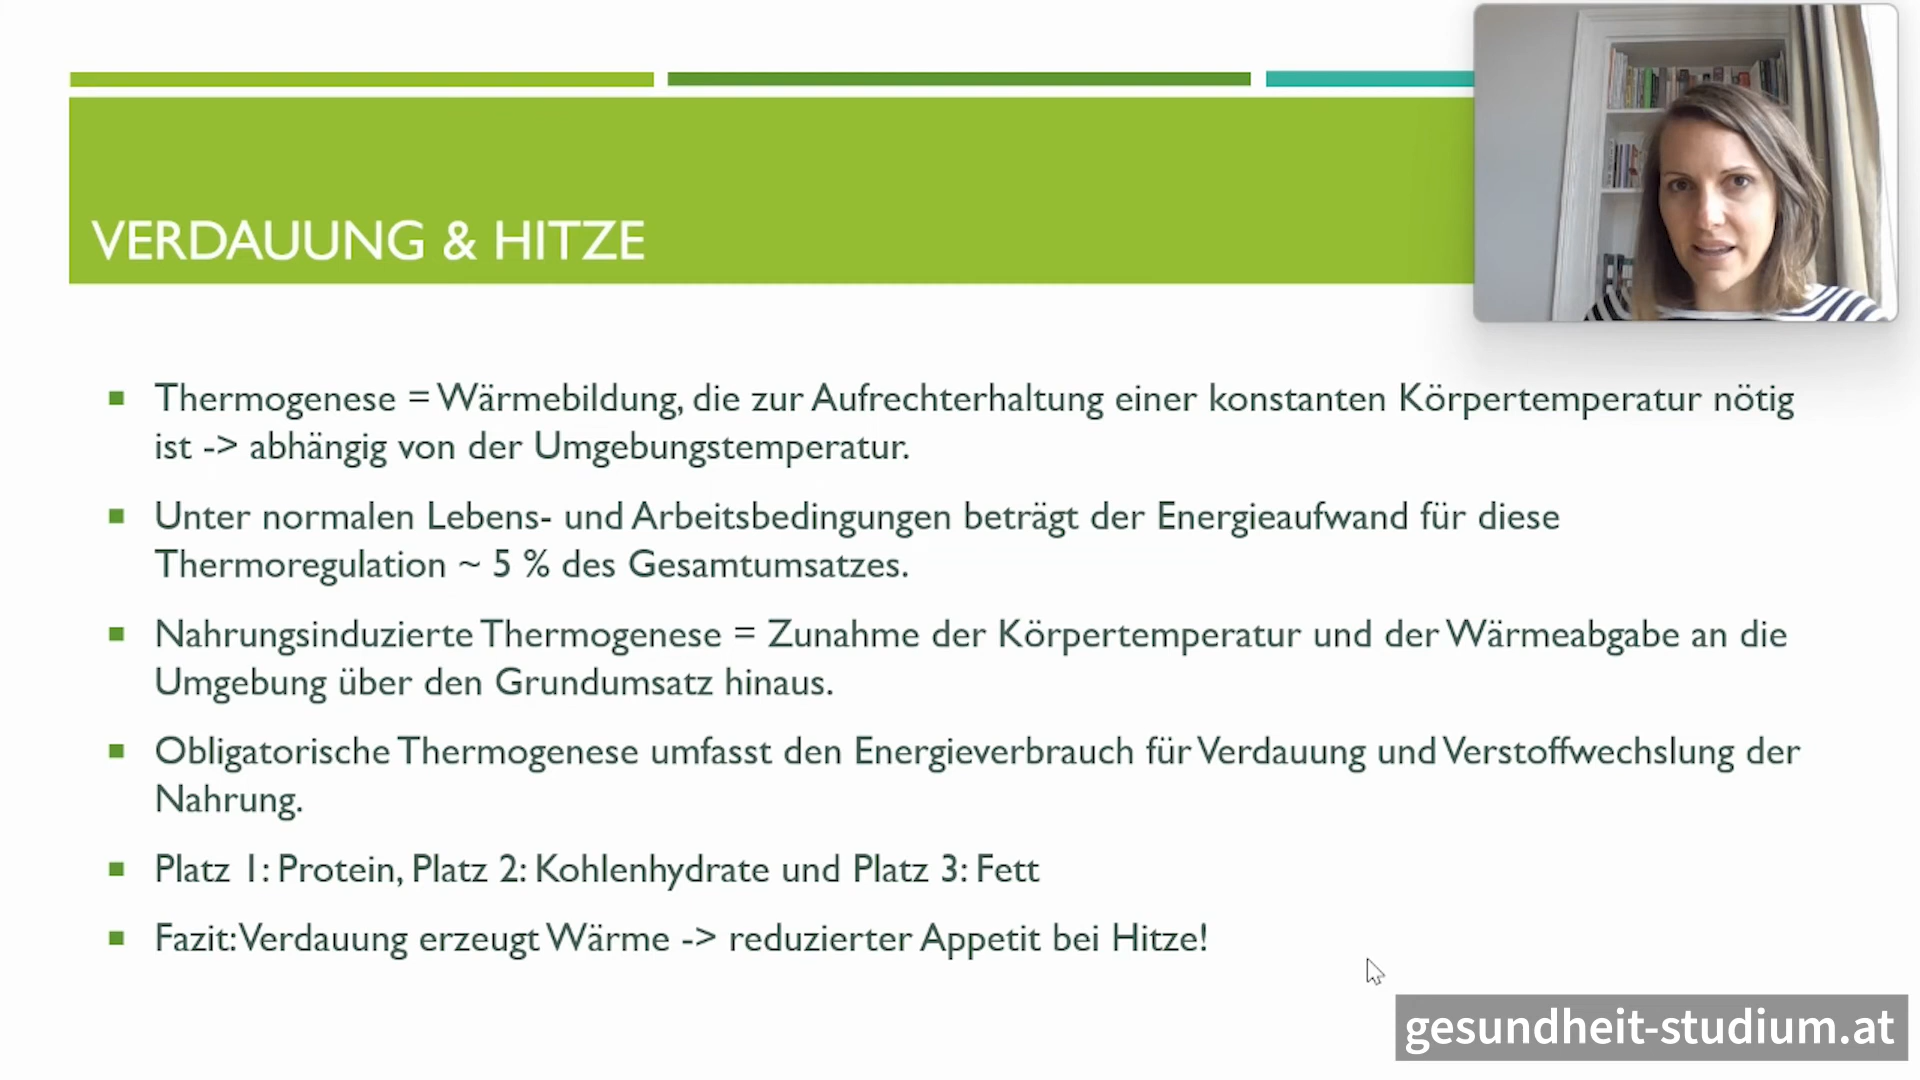 VERDAUUNG & HITZE
Thermogenese = Wärmebildung, die zur Aufrechterhaltung einer konstanten Körpertemperatur nötig
ist -> abhängig von der Umgebungstemperatur.
Unter normalen Lebens- und Arbeitsbedingungen beträgt der Energieaufwand für diese
Thermoregulation ~ 5 % des Gesamtumsatzes.
Nahrungsinduzierte Thermogenese = Zunahme der Körpertemperatur und der Wärmeabgabe an die
Umgebung über den Grundumsatz hinaus.
Obligatorische Thermogenese umfasst den Energieverbrauch für Verdauung und Verstoffwechslung der
Nahrung.
Platz 1: Protein, Platz 2: Kohlenhydrate und Platz 3: Fett
Fazit: Verdauung erzeugt Wärme -> reduzierter Appetit bei Hitze!
gesundheit-studium.at